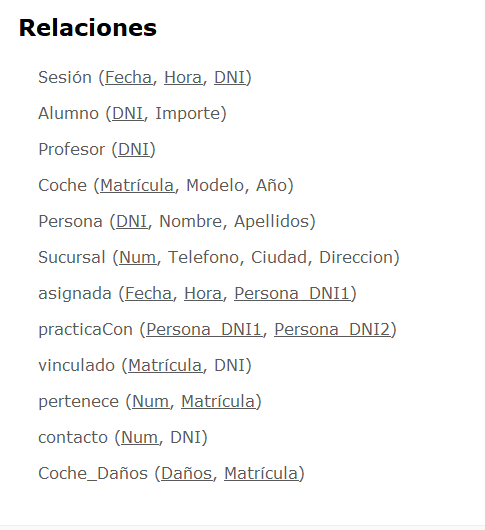 Relaciones
Sesión (Fecha, Hora, DNI)
Alumno (DNI, Importe)
Profesor (DNI)
Coche (Matrícula, Modelo, Año)
Persona (DNI, Nombre, Apellidos)
Sucursal (Num, Telefono, Ciudad, Direccion)
asignada (Fecha, Hora, Persona_DNI1)
practicaCon (Persona_DNI1, Persona_DNI2)
vinculado (Matrícula, DNI)
pertenece (Num, Matrícula)
contacto (Num, DNI)
Coche_Daños (Daños, Matrícula)